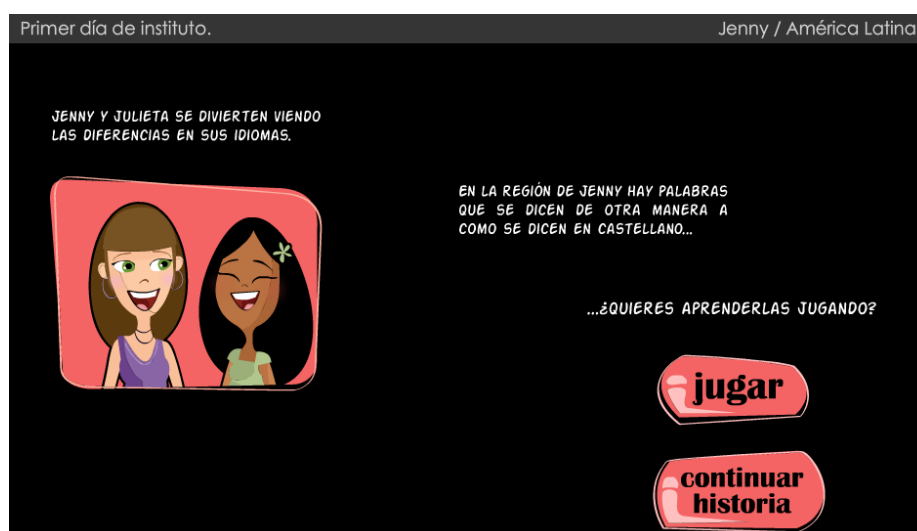 Primer día de instituto.
Jenny / América Latina
JENNY Y JULIETA SE DIVIERTEN VIENDO
LAS DIFERENCIAS EN SUS IDIOMAS.
EN LA REGIÓN DE JENNY HAY PALABRAS
QUE SE DICEN DE OTRA MANERA A
COMO SE DICEN EN CASTELLANO...
...¿QUIERES APRENDERLAS JUGANDO?
jugar
continuar
historia